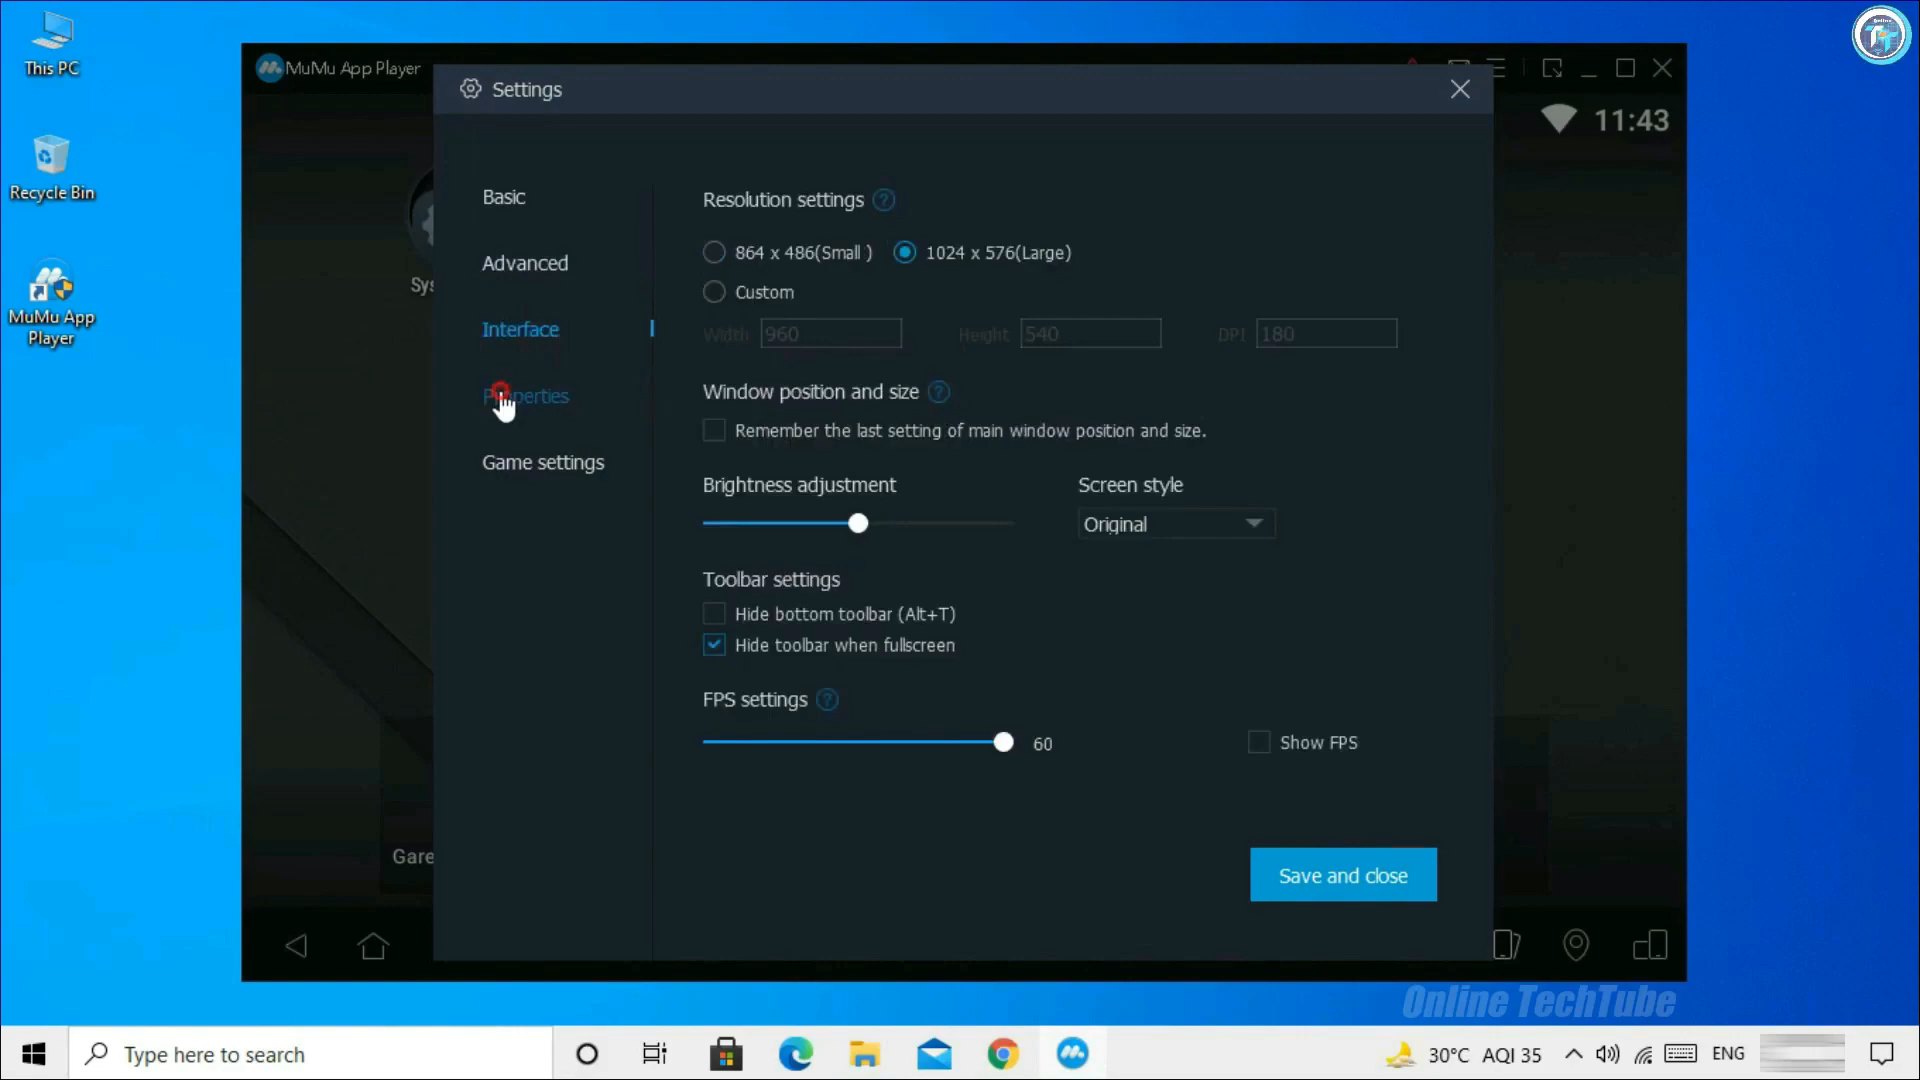 This PC
Recycle Bin
MuMu App
Player
MuMu App Player
11:43
Settings
Basic
Advanced
Interface
Properties
Game settings
Sys
Gare
Resolution settings ?
864 x 486(Small )
1024 x 576(Large)
Custom
Width 960 Height 540 DPI 180
Window position and size ?
Remember the last setting of main window position and size.
Brightness adjustment
Screen style
Original
Toolbar settings
Hide bottom toolbar (Alt+T)
Hide toolbar when fullscreen
FPS settings ?
60
Show FPS
Save and close
Online TechTube
Type here to search
30°C AQI 35
ENG